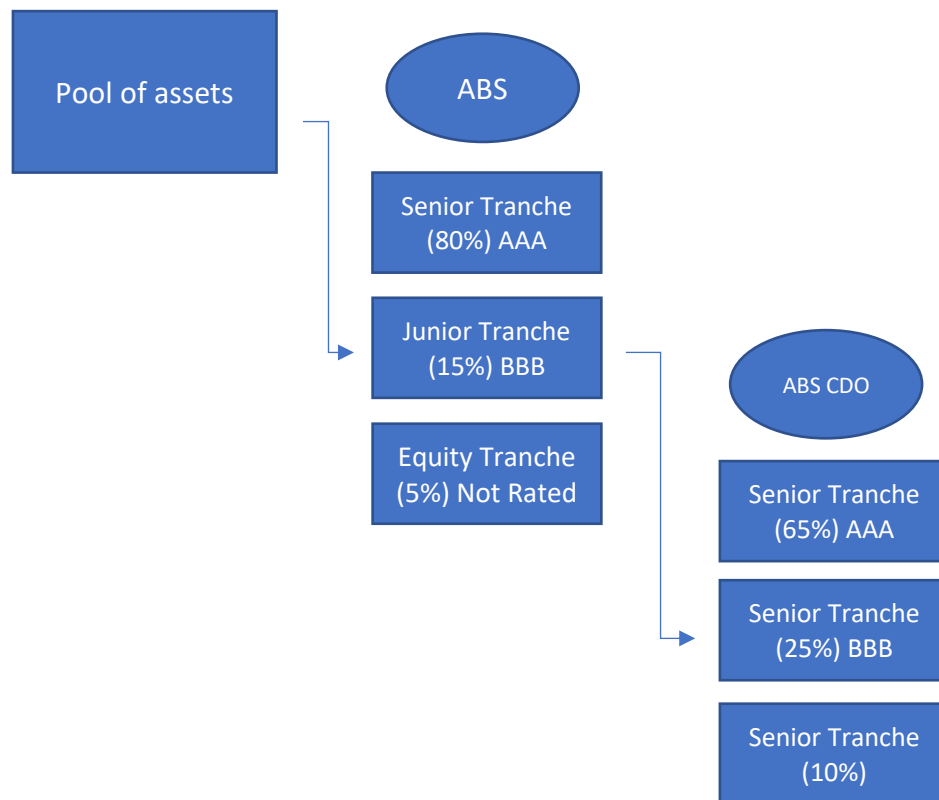 Pool of assets
ABS
Senior Tranche
(80%) AAA
Junior Tranche
(15%) BBB
Equity Tranche
(5%) Not Rated
ABS CDO
Senior Tranche
(65%) AAA
Senior Tranche
(25%) BBB
Senior Tranche
(10%)